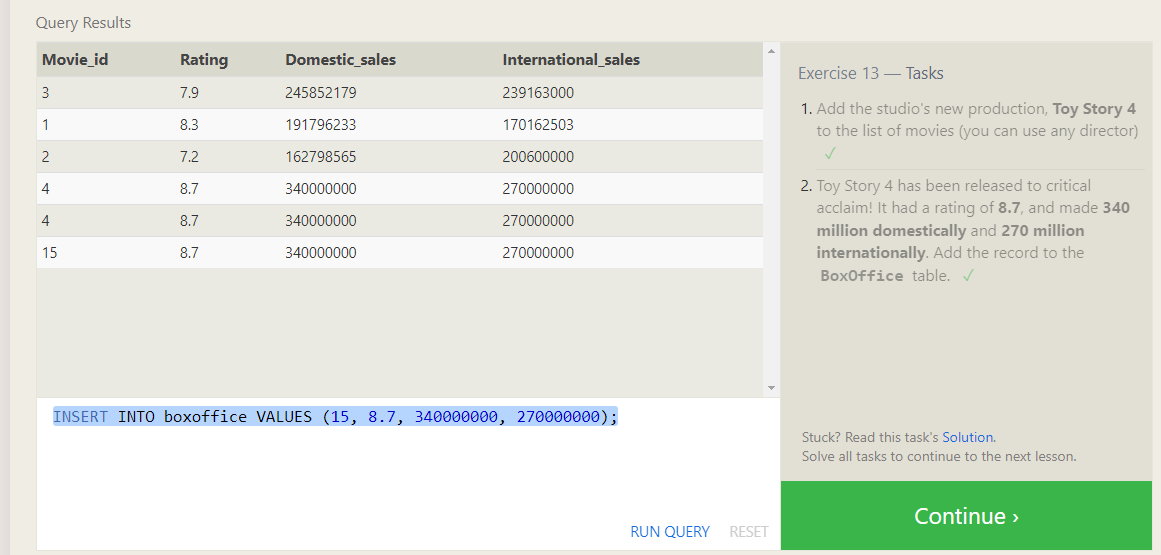 Query Results
Movie_id Rating Domestic_sales International_sales
3 7.9 245852179 239163000
1 8.3 191796233 170162503
2 7.2 162798565 200600000
4 8.7 340000000 270000000
4 8.7 340000000 270000000
15 8.7 340000000 270000000
INSERT INTO boxoffice VALUES (15, 8.7, 340000000, 270000000);
RUN QUERY RESET
Exercise 13 — Tasks
1. Add the studio's new production, Toy Story 4
to the list of movies (you can use any director)
✓
2. Toy Story 4 has been released to critical
acclaim! It had a rating of 8.7, and made 340
million domestically and 270 million
internationally. Add the record to the
BoxOffice table. ✓
Stuck? Read this task's Solution.
Solve all tasks to continue to the next lesson.
Continue ›